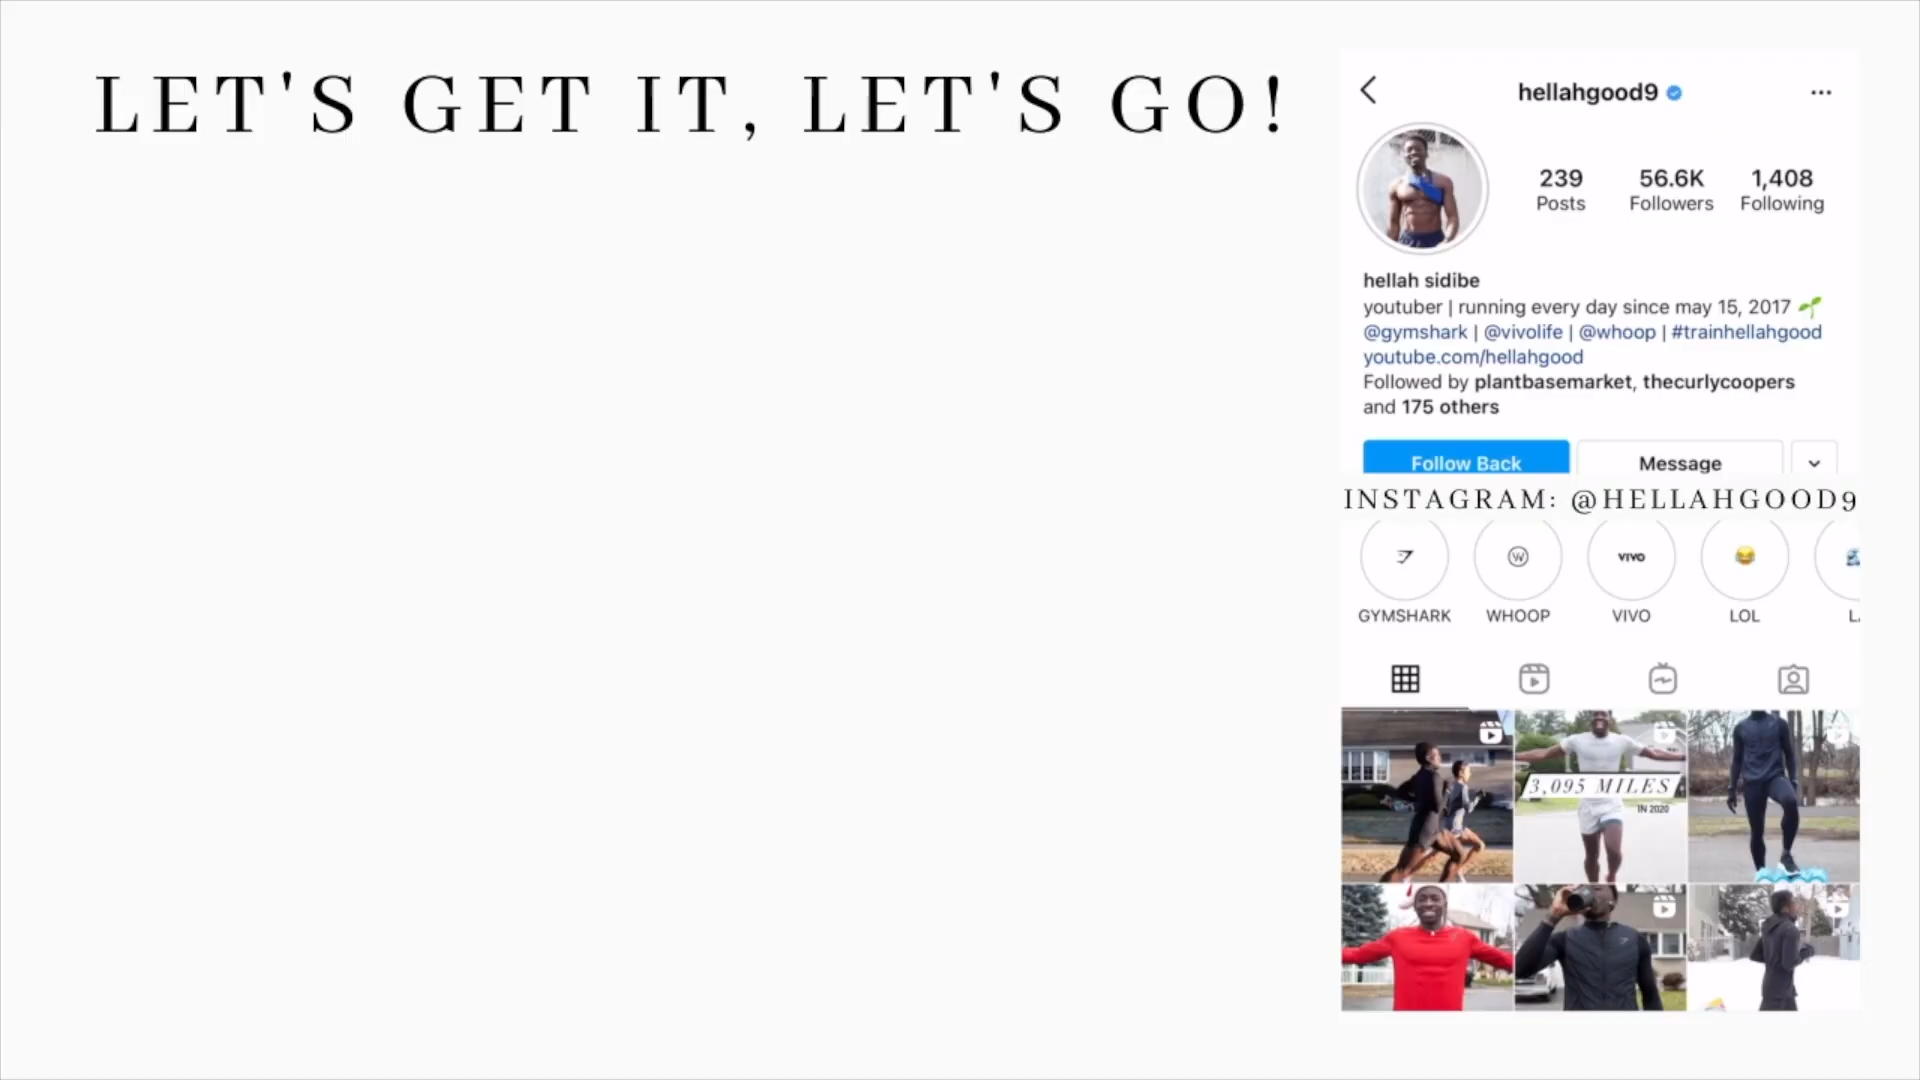 LET'S GET IT, LET'S GO!
hellahgood9
239 56.6K 1,408
Posts Followers Following
hellah sidibe
youtuber | running every day since may 15, 2017
@gymshark | @vivolife | @whoop | #trainhellahgood
youtube.com/hellahgood
Followed by plantbasemarket, thecurlycoopers
and 175 others
Follow Back Message
INSTAGRAM: @HELLAHGOOD9
VIVO
GYMSHARK WHOOP VIVO LOL
3,095 MILES
IN 2020